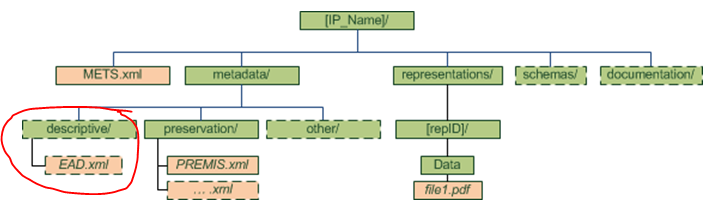 [IP_Name]/
METS.xml
metadata/
representations/
schemas/
documentation/
descriptive/
preservation/
other/
[repID]/
EAD.xml
PREMIS.xml
Data
... .xml
file1.pdf